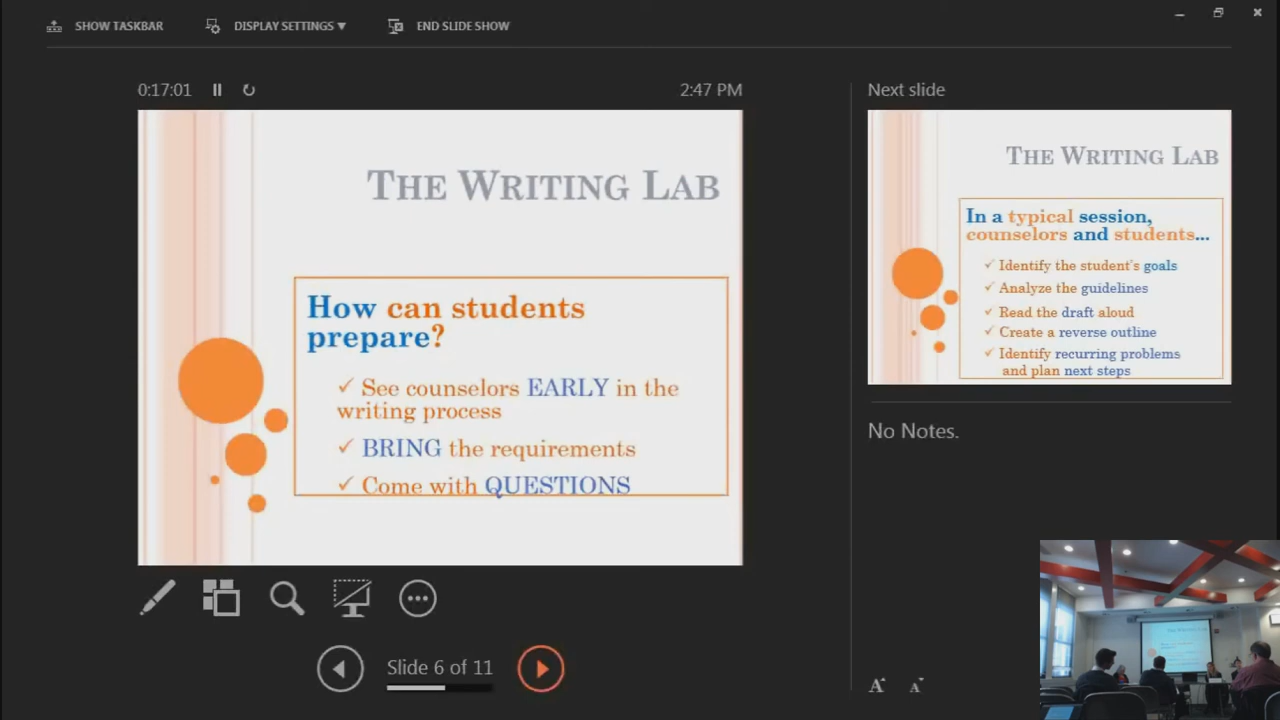 SHOW TASKBAR
DISPLAY SETTINGS ▼
END SLIDE SHOW
0:17:01
2:47 PM
THE WRITING LAB
How can students
prepare?
✓ See counselors EARLY in the
writing process
✓ BRING the requirements
✓ Come with QUESTIONS
Slide 6 of 11
Next slide
THE WRITING LAB
In a typical session,
counselors and students...
✓ Identify the student's goals
✓ Analyze the guidelines
✓ Read the draft aloud
✓ Create a reverse outline
✓ Identify recurring problems
and plan next steps
No Notes.
A A